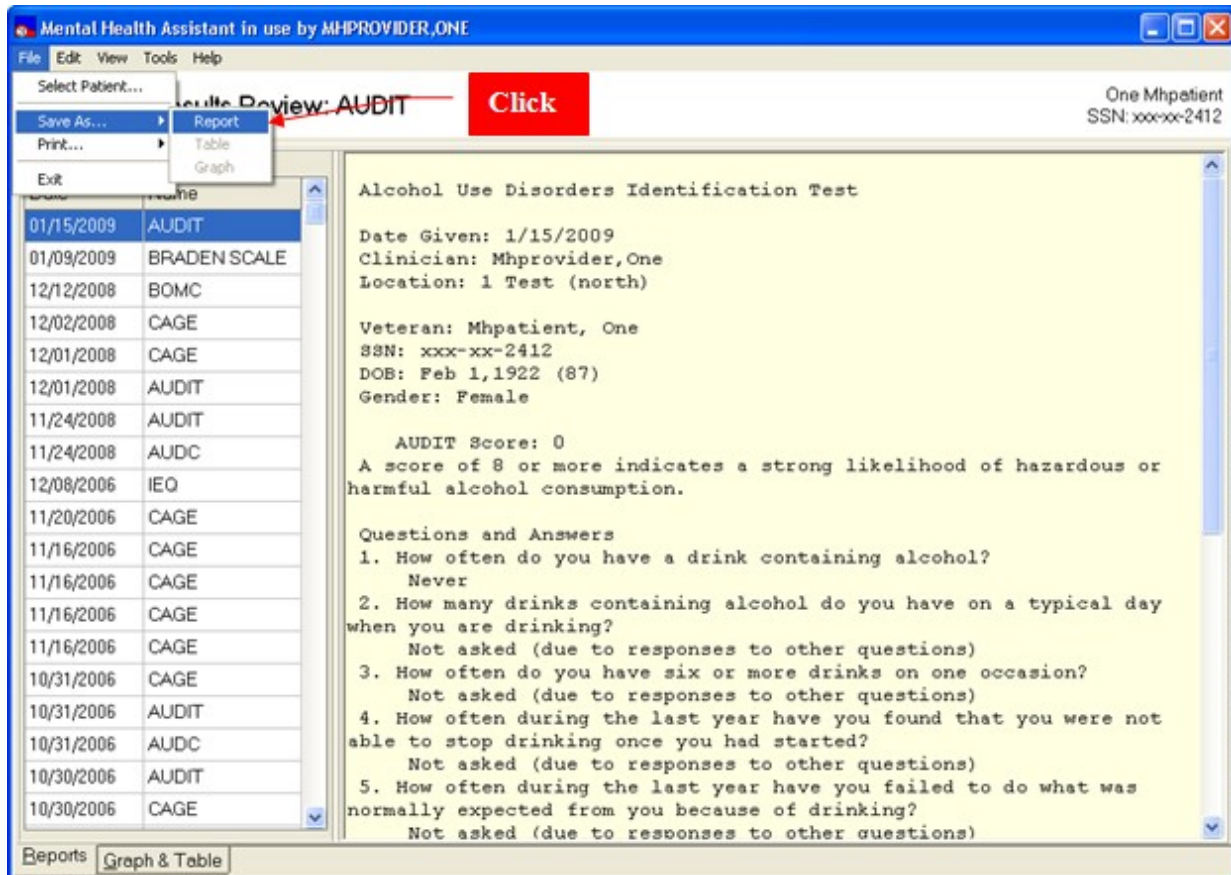 Mental Health Assistant in use by MHPROVIDER,ONE
File Edit View Tools Help
Select Patient...
Save As...
Print...
Exit
Report
Table
Graph
Review: AUDIT
Click
One Mhpatient
SSN: xxx-xx-2412
Name
01/15/2009 AUDIT
01/09/2009 BRADEN SCALE
12/12/2008 BOMC
12/02/2008 CAGE
12/01/2008 CAGE
12/01/2008 AUDIT
11/24/2008 AUDIT
11/24/2008 AUDC
12/08/2006 IEQ
11/20/2006 CAGE
11/16/2006 CAGE
11/16/2006 CAGE
11/16/2006 CAGE
11/16/2006 CAGE
10/31/2006 CAGE
10/31/2006 AUDIT
10/31/2006 AUDC
10/30/2006 AUDIT
10/30/2006 CAGE
Alcohol Use Disorders Identification Test
Date Given: 1/15/2009
Clinician: Mhprovider,One
Location: 1 Test (north)
Veteran: Mhpatient, One
SSN: xxx-xx-2412
DOB: Feb 1,1922 (87)
Gender: Female
AUDIT Score: 0
A score of 8 or more indicates a strong likelihood of hazardous or
harmful alcohol consumption.
Questions and Answers
1. How often do you have a drink containing alcohol?
Never
2. How many drinks containing alcohol do you have on a typical day
when you are drinking?
Not asked (due to responses to other questions)
3. How often do you have six or more drinks on one occasion?
Not asked (due to responses to other questions)
4. How often during the last year have you found that you were not
able to stop drinking once you had started?
Not asked (due to responses to other questions)
5. How often during the last year have you failed to do what was
normally expected from you because of drinking?
Not asked (due to responses to other questions)
Reports Graph & Table